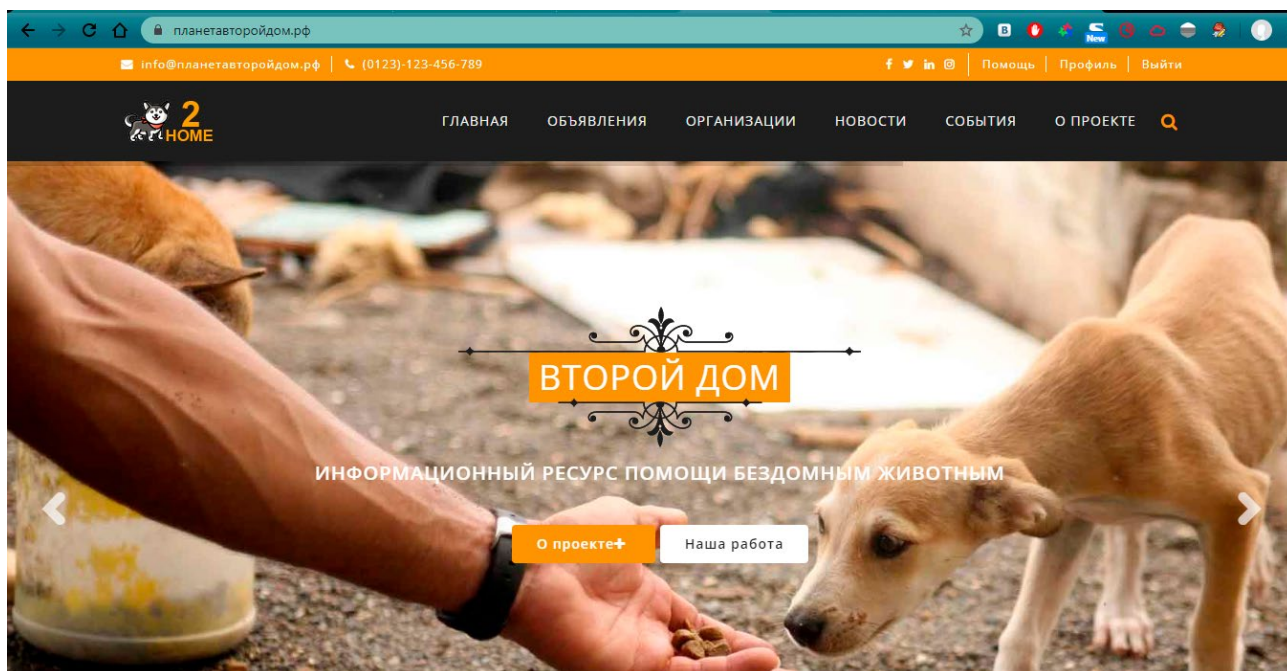 планетавторойдом.рф
B
New
info@планетавторойдом.рф (0123)-123-456-789 Помощь Профиль Выйти
2
HOME
ГЛАВНАЯ ОБЪЯВЛЕНИЯ ОРГАНИЗАЦИИ НОВОСТИ СОБЫТИЯ О ПРОЕКТЕ
ВТОРОЙ ДОМ
ИНФОРМАЦИОННЫЙ РЕСУРС ПОМОЩИ БЕЗДОМНЫМ ЖИВОТНЫМ
О проекте+ Наша работа